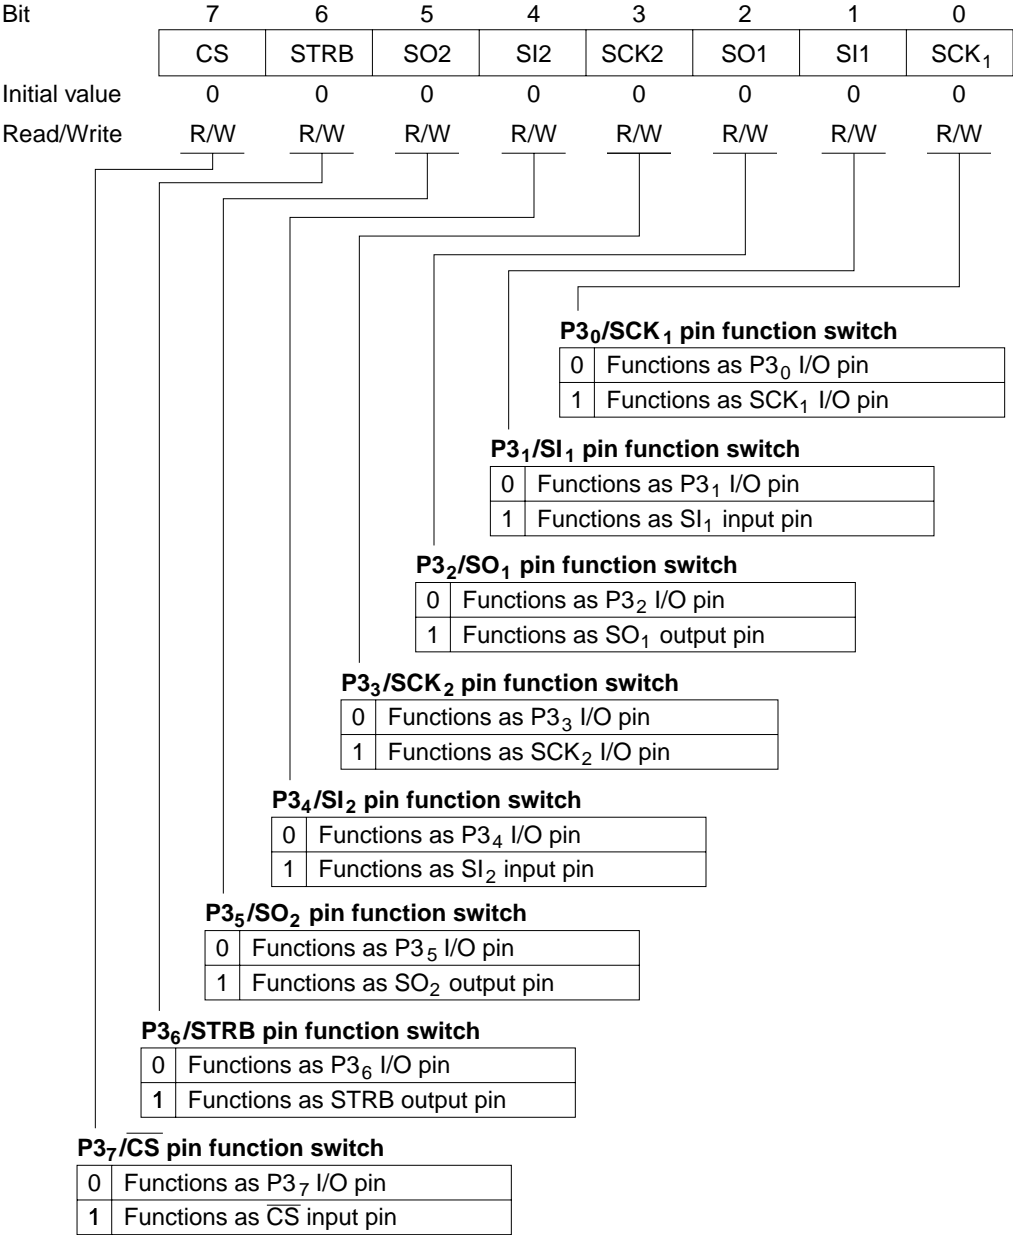 Bit 7 6 5 4 3 2 1 0
CS STRB SO2 SI2 SCK2 SO1 SI1 SCK₁
Initial value 0 0 0 0 0 0 0 0
Read/Write R/W R/W R/W R/W R/W R/W R/W R/W
P3₀/SCK₁ pin function switch
0 Functions as P3₀ I/O pin
1 Functions as SCK₁ I/O pin
P3₁/SI₁ pin function switch
0 Functions as P3₁ I/O pin
1 Functions as SI₁ input pin
P3₂/SO₁ pin function switch
0 Functions as P3₂ I/O pin
1 Functions as SO₁ output pin
P3₃/SCK₂ pin function switch
0 Functions as P3₃ I/O pin
1 Functions as SCK₂ I/O pin
P3₄/SI₂ pin function switch
0 Functions as P3₄ I/O pin
1 Functions as SI₂ input pin
P3₅/SO₂ pin function switch
0 Functions as P3₅ I/O pin
1 Functions as SO₂ output pin
P3₆/STRB pin function switch
0 Functions as P3₆ I/O pin
1 Functions as STRB output pin
P3₇/C̅S̅ pin function switch
0 Functions as P3₇ I/O pin
1 Functions as C̅S̅ input pin